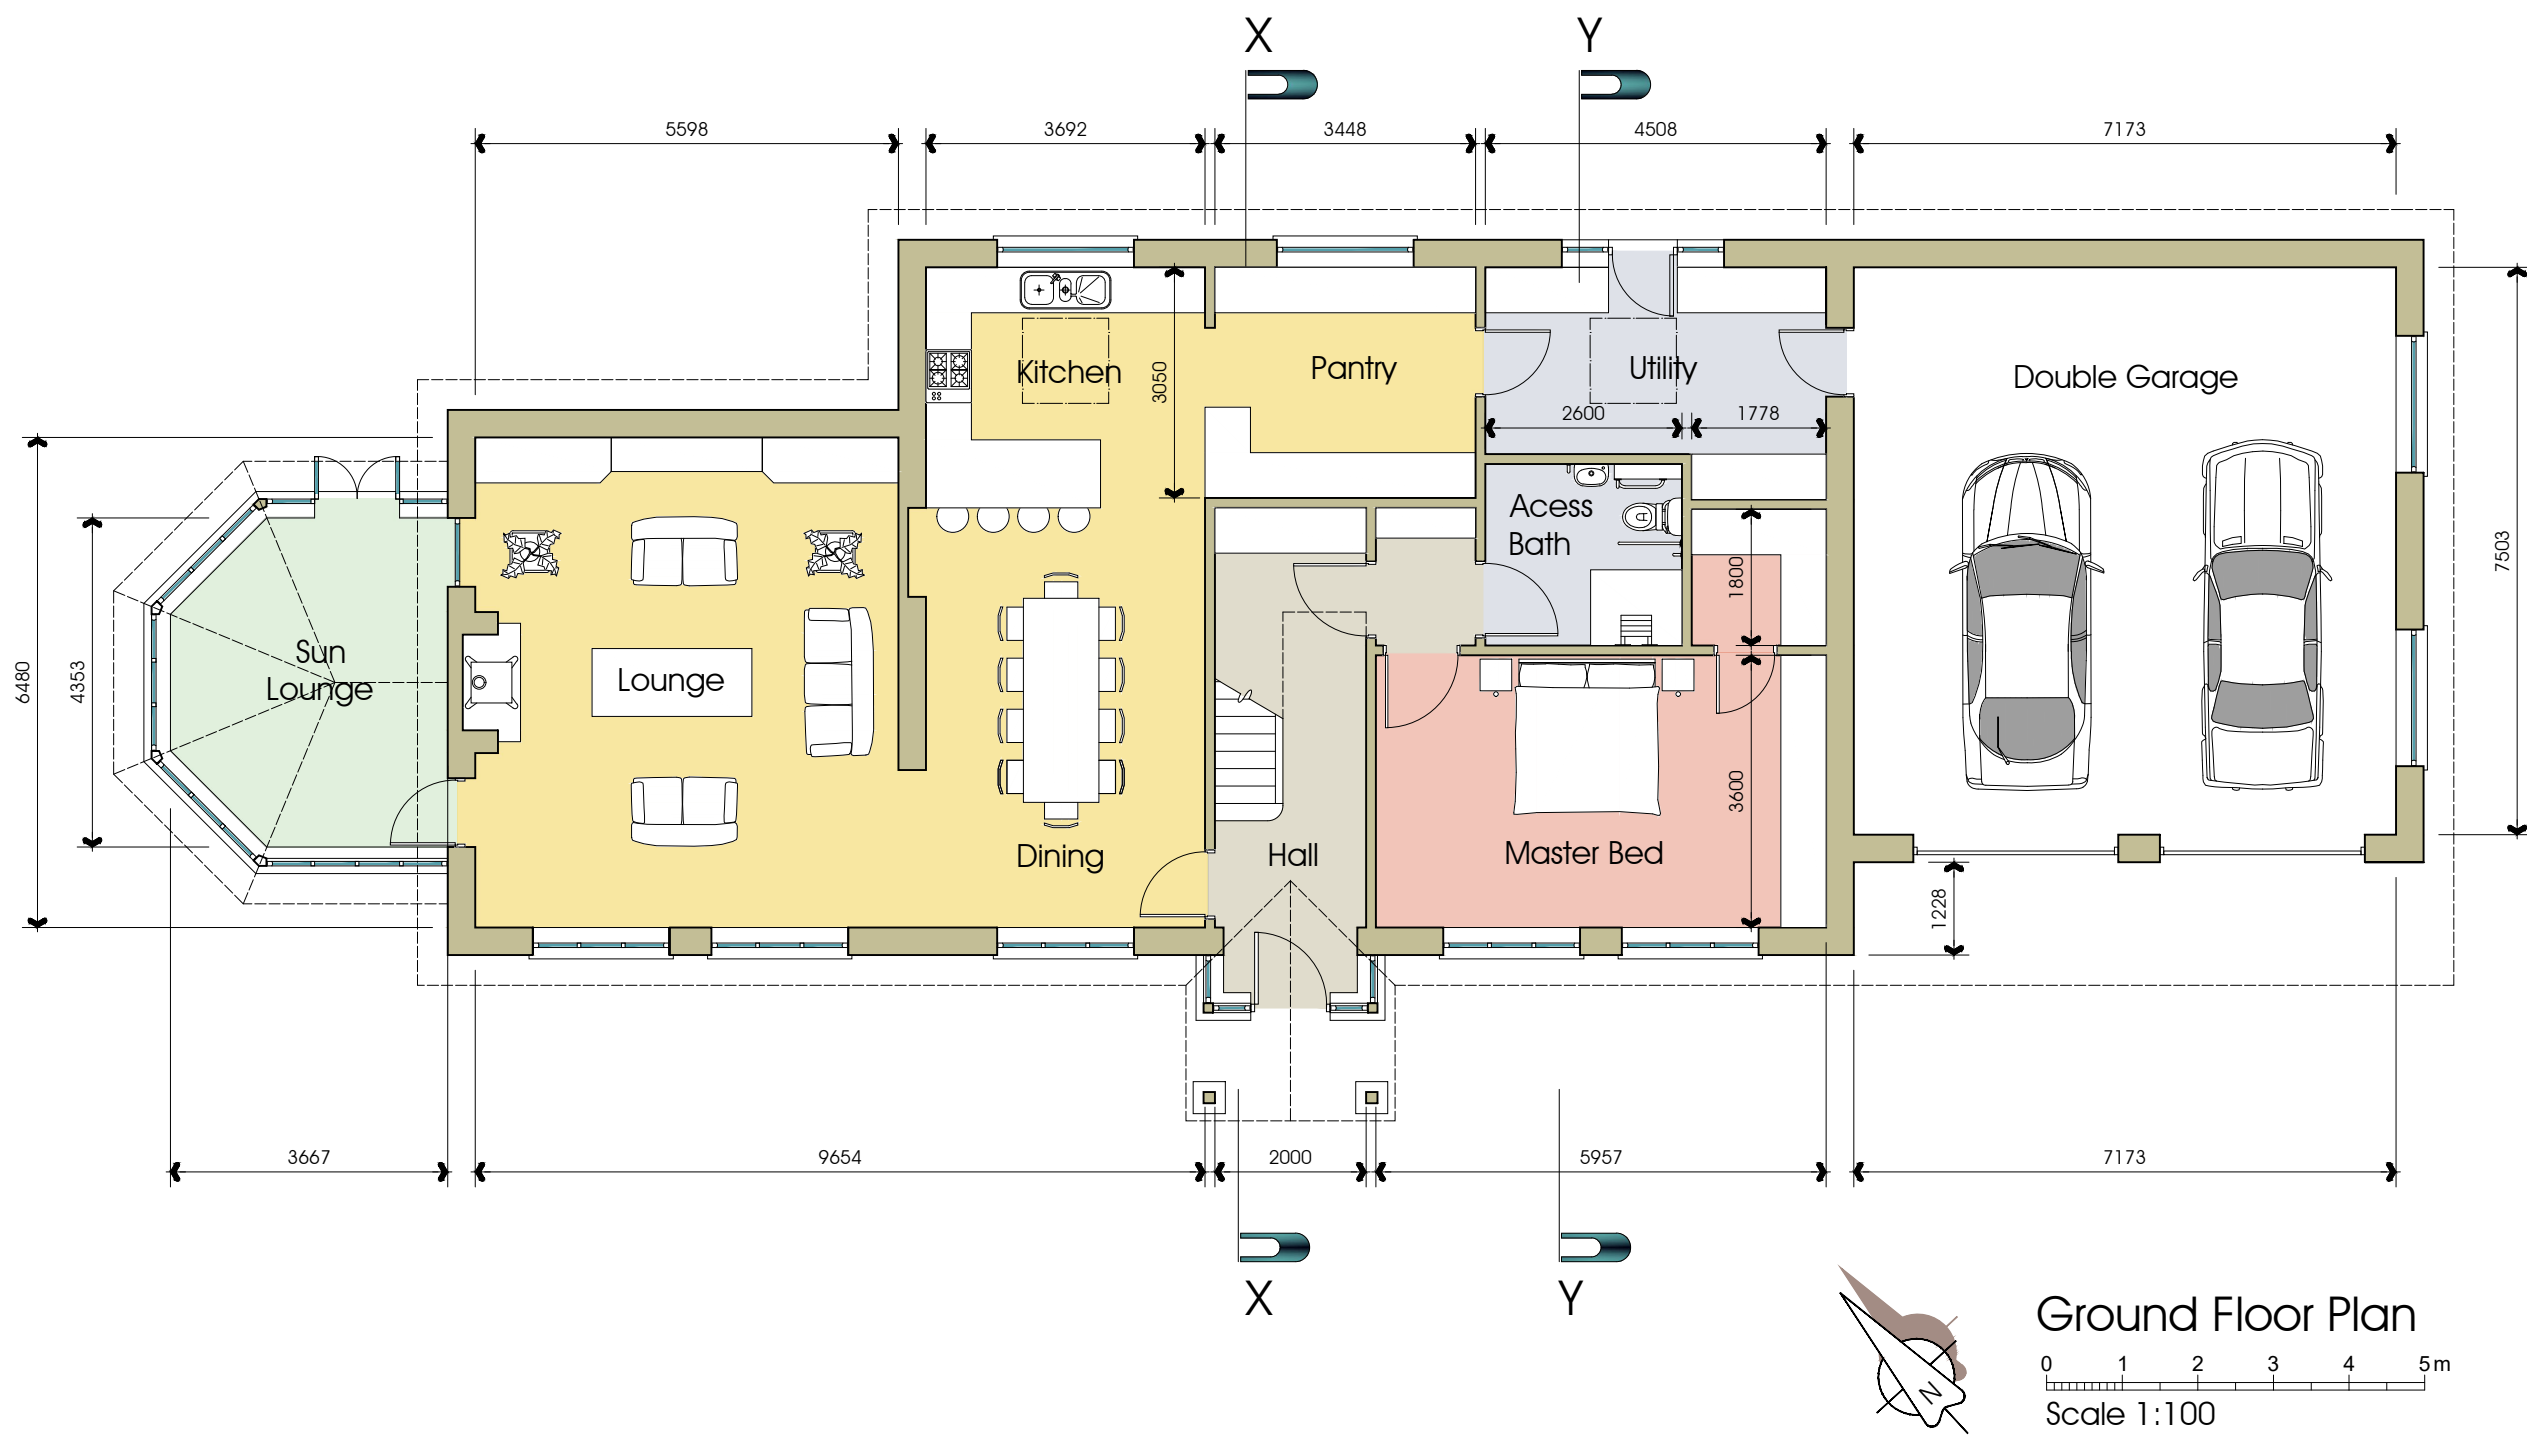 X
Y
5598
3692
3448
4508
7173
Kitchen
3050
Pantry
Utility
2600
1778
Double Garage
7503
6480
4353
Sun
Lounge
Lounge
Acess
Bath
1800
3600
Dining
Hall
Master Bed
1228
3667
9654
2000
5957
7173
X
Y
N
Ground Floor Plan
0 1 2 3 4 5m
Scale 1:100